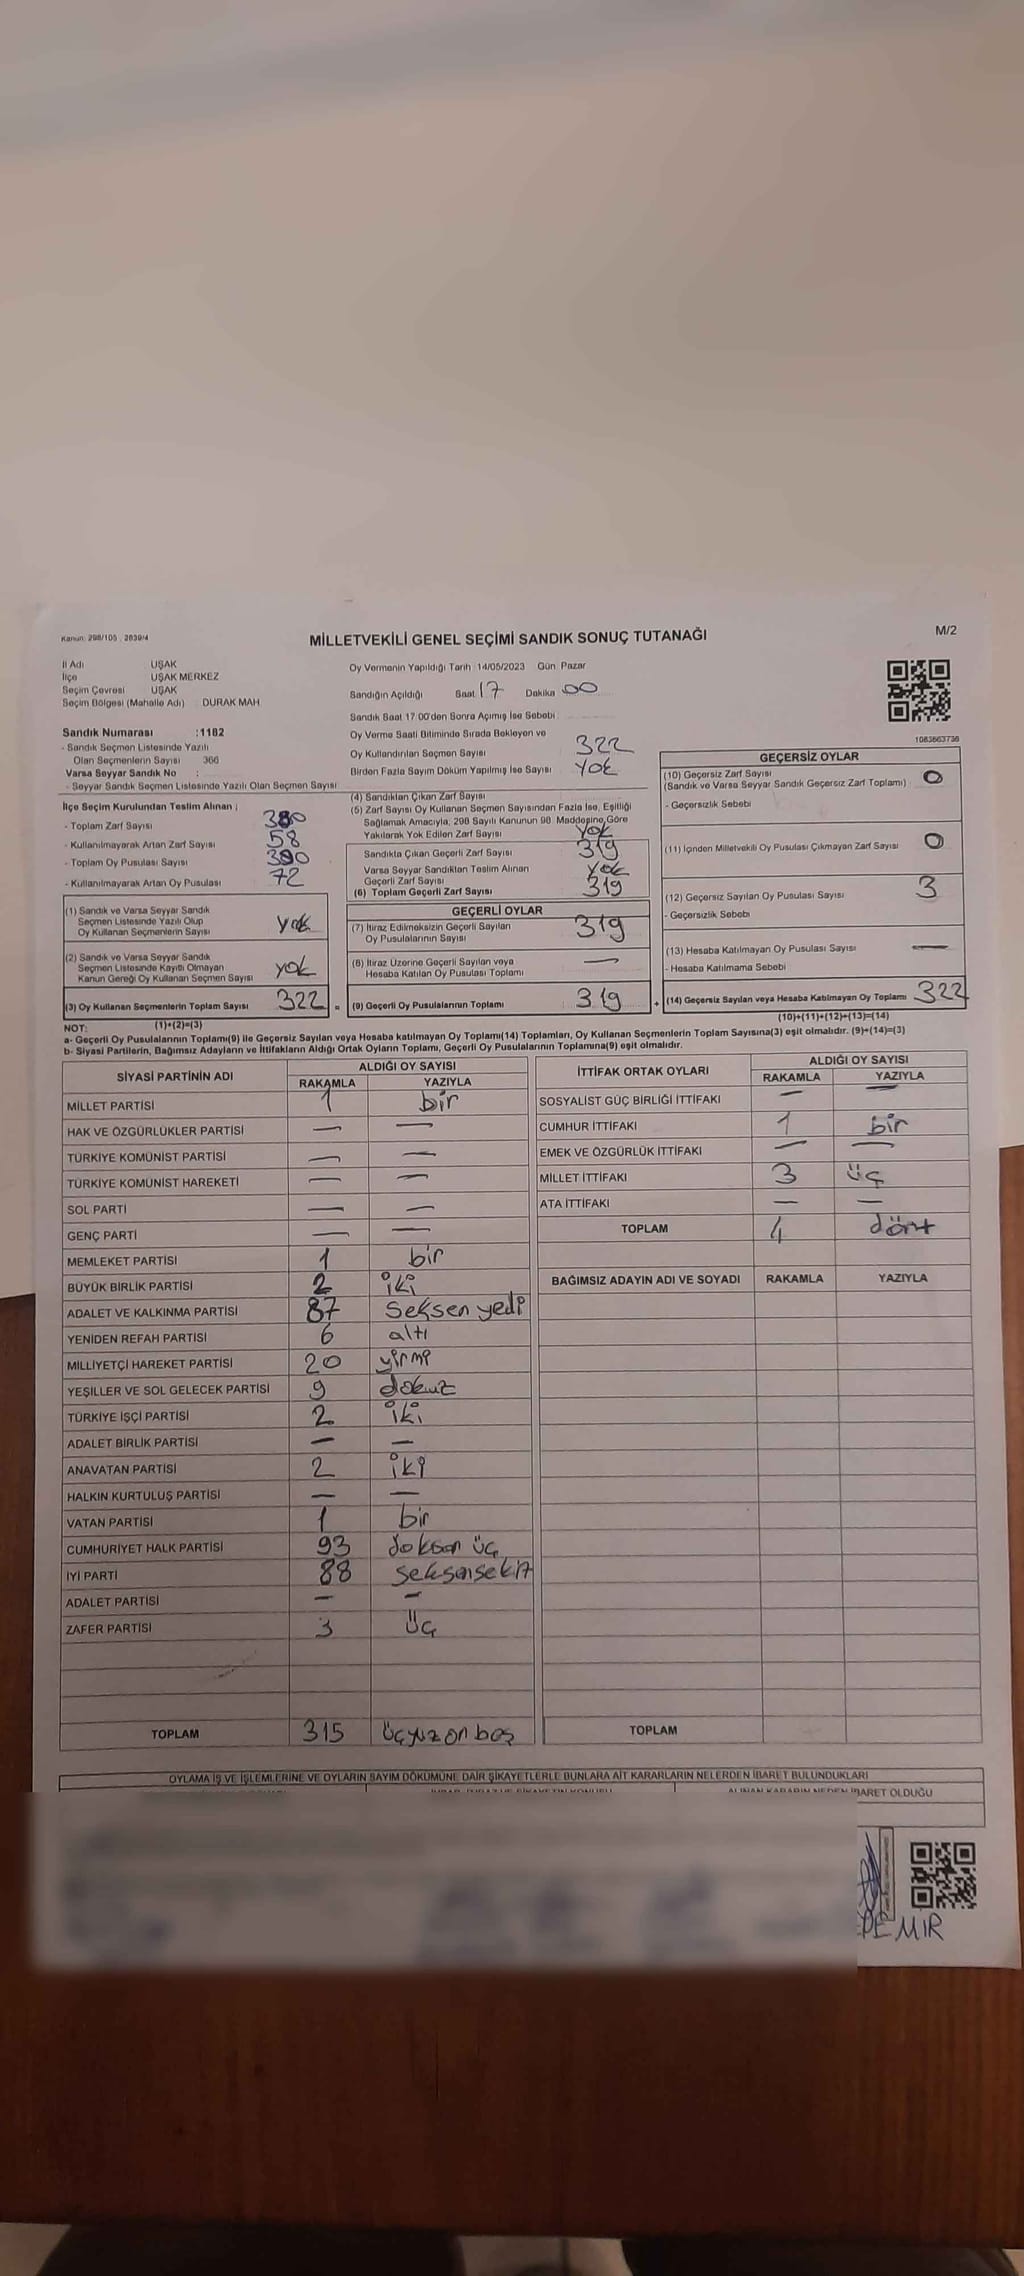 Kanun: 298/105 , 2839/4
MİLLETVEKİLİ GENEL SEÇİMİ SANDIK SONUÇ TUTANAĞI
M/2
İl Adı UŞAK
İlçe UŞAK MERKEZ
Seçim Çevresi UŞAK
Seçim Bölgesi (Mahalle Adı) : DURAK MAH.
Oy Vermenin Yapıldığı Tarih : 14/05/2023 Gün : Pazar
Sandığın Açıldığı Saat 17 Dakika 00
Sandık Saat 17:00'den Sonra Açımış İse Sebebi :
1083663736
Sandık Numarası :1182
- Sandık Seçmen Listesinde Yazılı
Olan Seçmenlerin Sayısı 366
Varsa Seyyar Sandık No :
- Seyyar Sandık Seçmen Listesinde Yazılı Olan Seçmen Sayısı
Oy Verme Saati Bitiminde Sırada Bekleyen ve
Oy Kullandırılan Seçmen Sayısı 322
Birden Fazla Sayım Döküm Yapılmış İse Sayısı YOK
İlçe Seçim Kurulundan Teslim Alınan ;
- Toplam Zarf Sayısı 380
- Kullanılmayarak Artan Zarf Sayısı 58
- Toplam Oy Pusulası Sayısı
- Kullanılmayarak Artan Oy Pusulası 72
(4) Sandıktan Çıkan Zarf Sayısı
(5) Zarf Sayısı Oy Kullanan Seçmen Sayısından Fazla İse, Eşitliği
Sağlamak Amacıyla, 298 Sayılı Kanunun 98. Maddesine Göre
Yakılarak Yok Edilen Zarf Sayısı YOK
Sandıkta Çıkan Geçerli Zarf Sayısı 319
Varsa Seyyar Sandıktan Teslim Alınan
Geçerli Zarf Sayısı YOK
(6) Toplam Geçerli Zarf Sayısı 319
GEÇERSİZ OYLAR
(10) Geçersiz Zarf Sayısı
(Sandık ve Varsa Seyyar Sandık Geçersiz Zarf Toplamı) 0
- Geçersizlik Sebebi
(11) İçinden Milletvekili Oy Pusulası Çıkmayan Zarf Sayısı 0
(12) Geçersiz Sayılan Oy Pusulası Sayısı 3
- Geçersizlik Sebebi
(13) Hesaba Katılmayan Oy Pusulası Sayısı —
- Hesaba Katılmama Sebebi
(14) Geçersiz Sayılan veya Hesaba Katılmayan Oy Toplamı 322
(10)+(11)+(12)+(13)=(14)
(1) Sandık ve Varsa Seyyar Sandık
Seçmen Listesinde Yazılı Olup
Oy Kullanan Seçmenlerin Sayısı yok
(2) Sandık ve Varsa Seyyar Sandık
Seçmen Listesinde Kayıtlı Olmayan
Kanun Gereği Oy Kullanan Seçmen Sayısı yok
(3) Oy Kullanan Seçmenlerin Toplam Sayısı 322 =
(1)+(2)=(3)
GEÇERLİ OYLAR
(7) İtiraz Edilmeksizin Geçerli Sayılan
Oy Pusulalarının Sayısı 319
(8) İtiraz Üzerine Geçerli Sayılan veya
Hesaba Katılan Oy Pusulası Toplamı —
(9) Geçerli Oy Pusulalarının Toplamı 319 +
NOT:
a- Geçerli Oy Pusulalarının Toplamı(9) ile Geçersiz Sayılan veya Hesaba katılmayan Oy Toplamı(14) Toplamları, Oy Kullanan Seçmenlerin Toplam Sayısına(3) eşit olmalıdır. (9)+(14)=(3)
b- Siyasi Partilerin, Bağımsız Adayların ve İttifakların Aldığı Ortak Oyların Toplamı, Geçerli Oy Pusulalarının Toplamına(9) eşit olmalıdır.
SİYASİ PARTİNİN ADI ALDIĞI OY SAYISI
RAKAMLA YAZIYLA
MİLLET PARTİSİ 1 bir
HAK VE ÖZGÜRLÜKLER PARTİSİ — —
TÜRKİYE KOMÜNİST PARTİSİ — —
TÜRKİYE KOMÜNİST HAREKETİ — —
SOL PARTİ — —
GENÇ PARTİ — —
MEMLEKET PARTİSİ 1 bir
BÜYÜK BİRLİK PARTİSİ 2 iki
ADALET VE KALKINMA PARTİSİ 87 seksen yedi
YENİDEN REFAH PARTİSİ 6 altı
MİLLİYETÇİ HAREKET PARTİSİ 20 yirmi
YEŞİLLER VE SOL GELECEK PARTİSİ 9 dokuz
TÜRKİYE İŞÇİ PARTİSİ 2 iki
ADALET BİRLİK PARTİSİ — —
ANAVATAN PARTİSİ 2 iki
HALKIN KURTULUŞ PARTİSİ — —
VATAN PARTİSİ 1 bir
CUMHURİYET HALK PARTİSİ 93 doksan üç
İYİ PARTİ 88 seksensekiz
ADALET PARTİSİ — —
ZAFER PARTİSİ 3 üç
TOPLAM 315 üçyüz on beş
İTTİFAK ORTAK OYLARI ALDIĞI OY SAYISI
RAKAMLA YAZIYLA
SOSYALİST GÜÇ BİRLİĞİ İTTİFAKI — —
CUMHUR İTTİFAKI 1 bir
EMEK VE ÖZGÜRLÜK İTTİFAKI — —
MİLLET İTTİFAKI 3 üç
ATA İTTİFAKI — —
TOPLAM 4 dört
BAĞIMSIZ ADAYIN ADI VE SOYADI RAKAMLA YAZIYLA
TOPLAM
OYLAMA İŞ VE İŞLEMLERİNE VE OYLARIN SAYIM DÖKÜMÜNE DAİR ŞİKAYETLERLE BUNLARA AİT KARARLARIN NELERDEN İBARET BULUNDUKLARI
ALINAN KARARIN NEDEN İBARET OLDUĞU
DEMİR